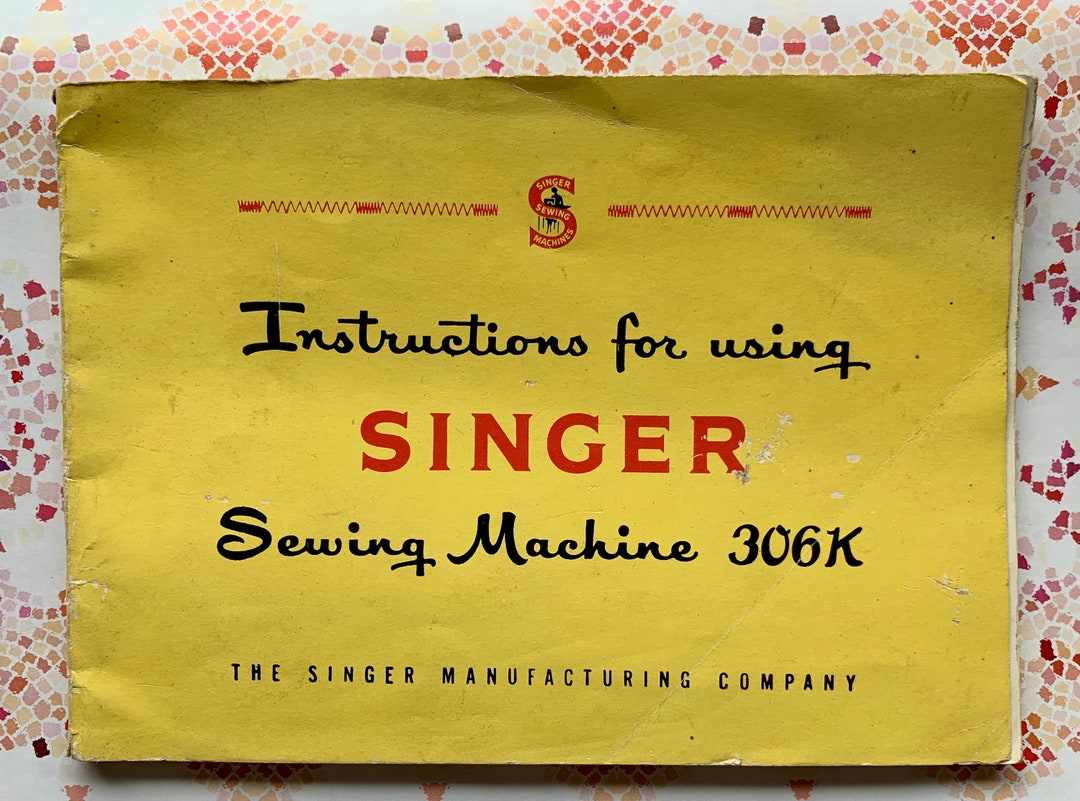 SINGER
SEWING
MACHINES
Instructions for using
SINGER
Sewing Machine 306K
THE SINGER MANUFACTURING COMPANY